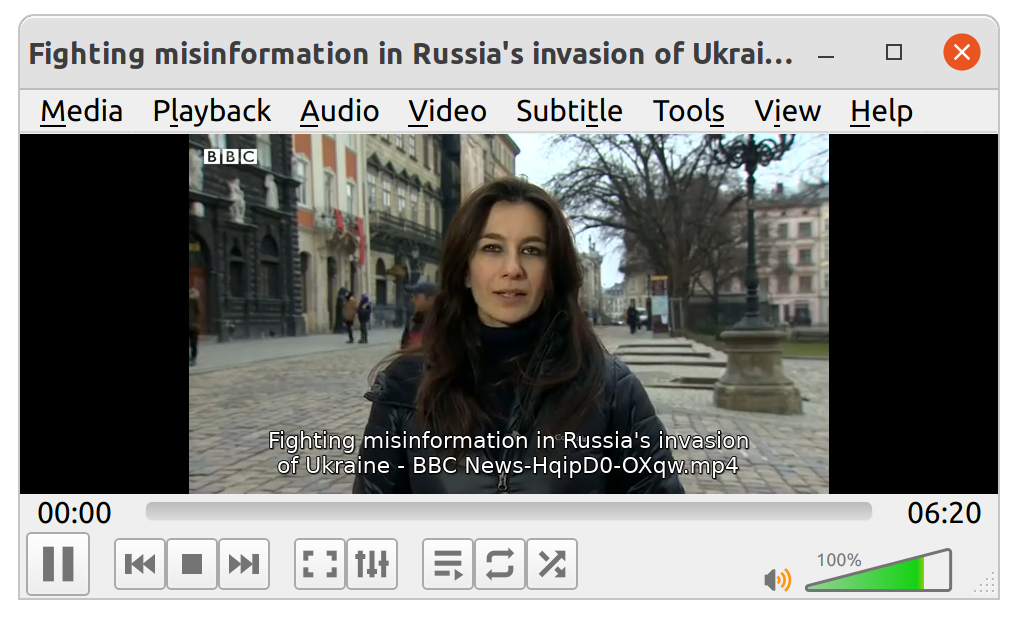 Fighting misinformation in Russia's invasion of Ukrai...
Media Playback Audio Video Subtitle Tools View Help
BBC
Fighting misinformation in Russia's invasion
of Ukraine - BBC News-HqipD0-OXqw.mp4
00:00 06:20
100%